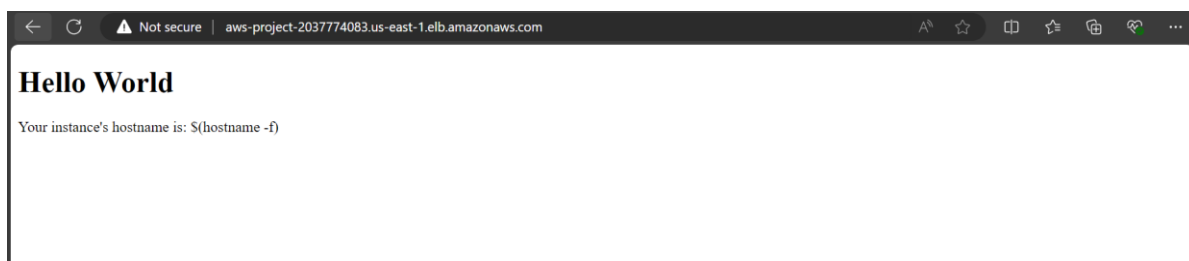 Not secure | aws-project-2037774083.us-east-1.elb.amazonaws.com
Hello World
Your instance's hostname is: $(hostname -f)